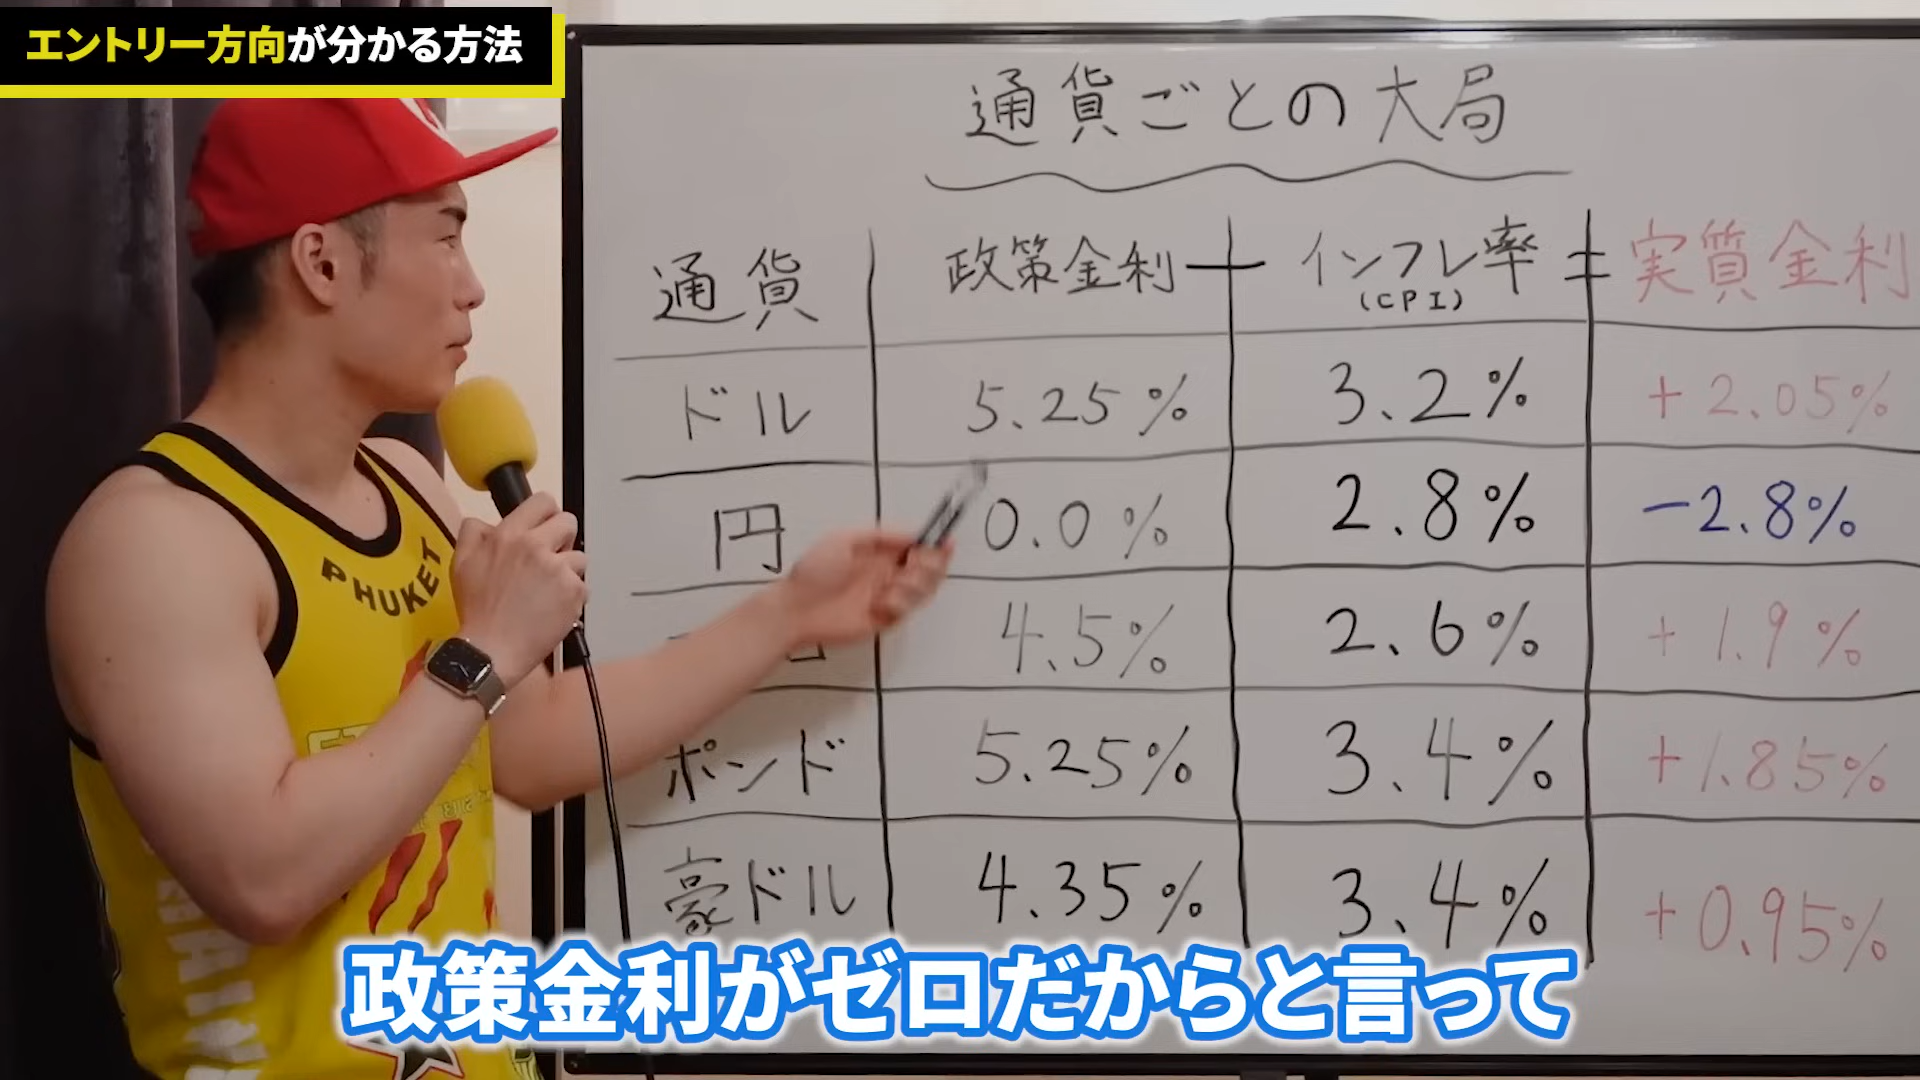 エントリー方向が分かる方法
通貨ごとの大局
通貨 政策金利 ー インフレ率 = 実質金利
(CPI)
ドル 5.25% 3.2% +2.05%
円 0.0% 2.8% -2.8%
4.5% 2.6% +1.9%
ポンド 5.25% 3.4% +1.85%
豪ドル 4.35% 3.4% +0.95%
PHUKET
政策金利がゼロだからと言って